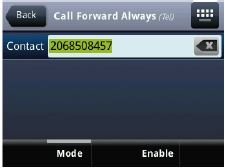 Back
Call Forward Always (Tel)
Contact 2068508457
Mode
Enable